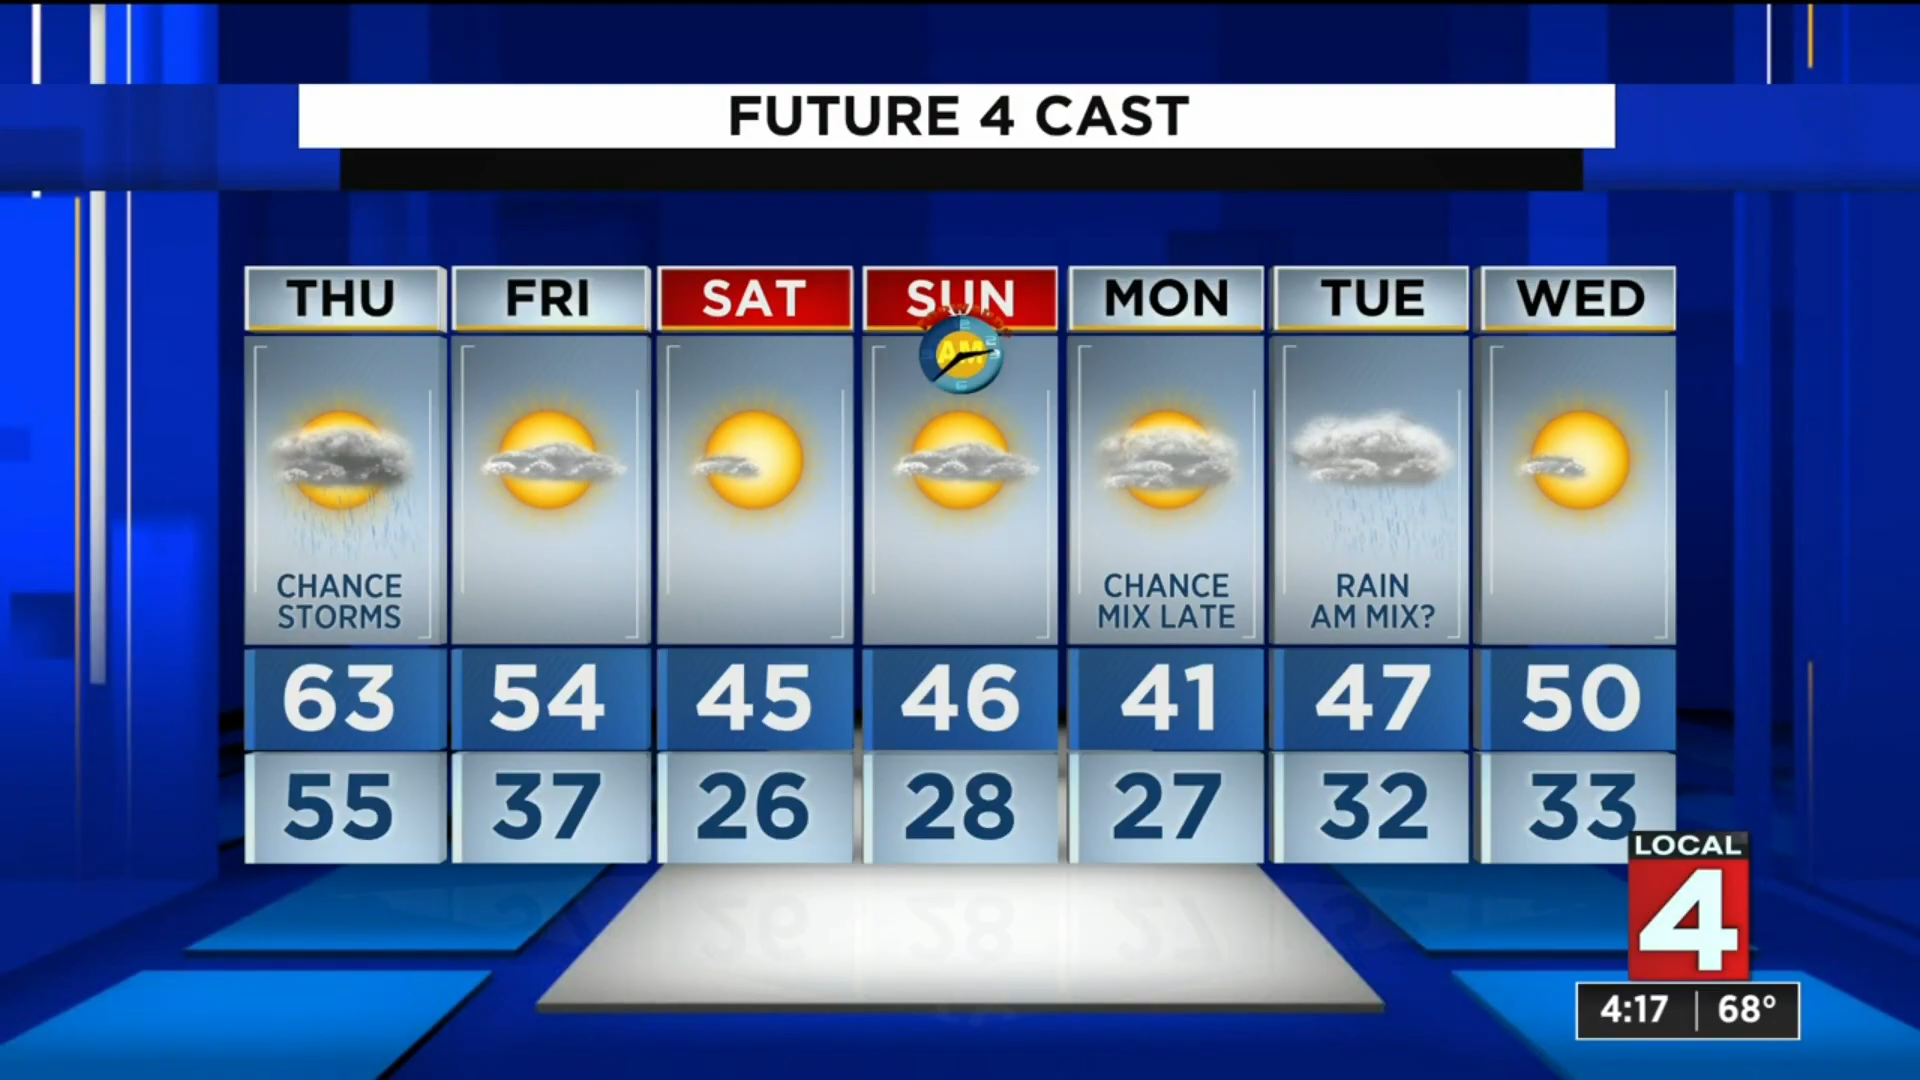 FUTURE 4 CAST
THU FRI SAT SUN MON TUE WED
AM
CHANCE STORMS
CHANCE MIX LATE
RAIN AM MIX?
63 54 45 46 41 47 50
55 37 26 28 27 32 33
LOCAL
4
4:17 68°